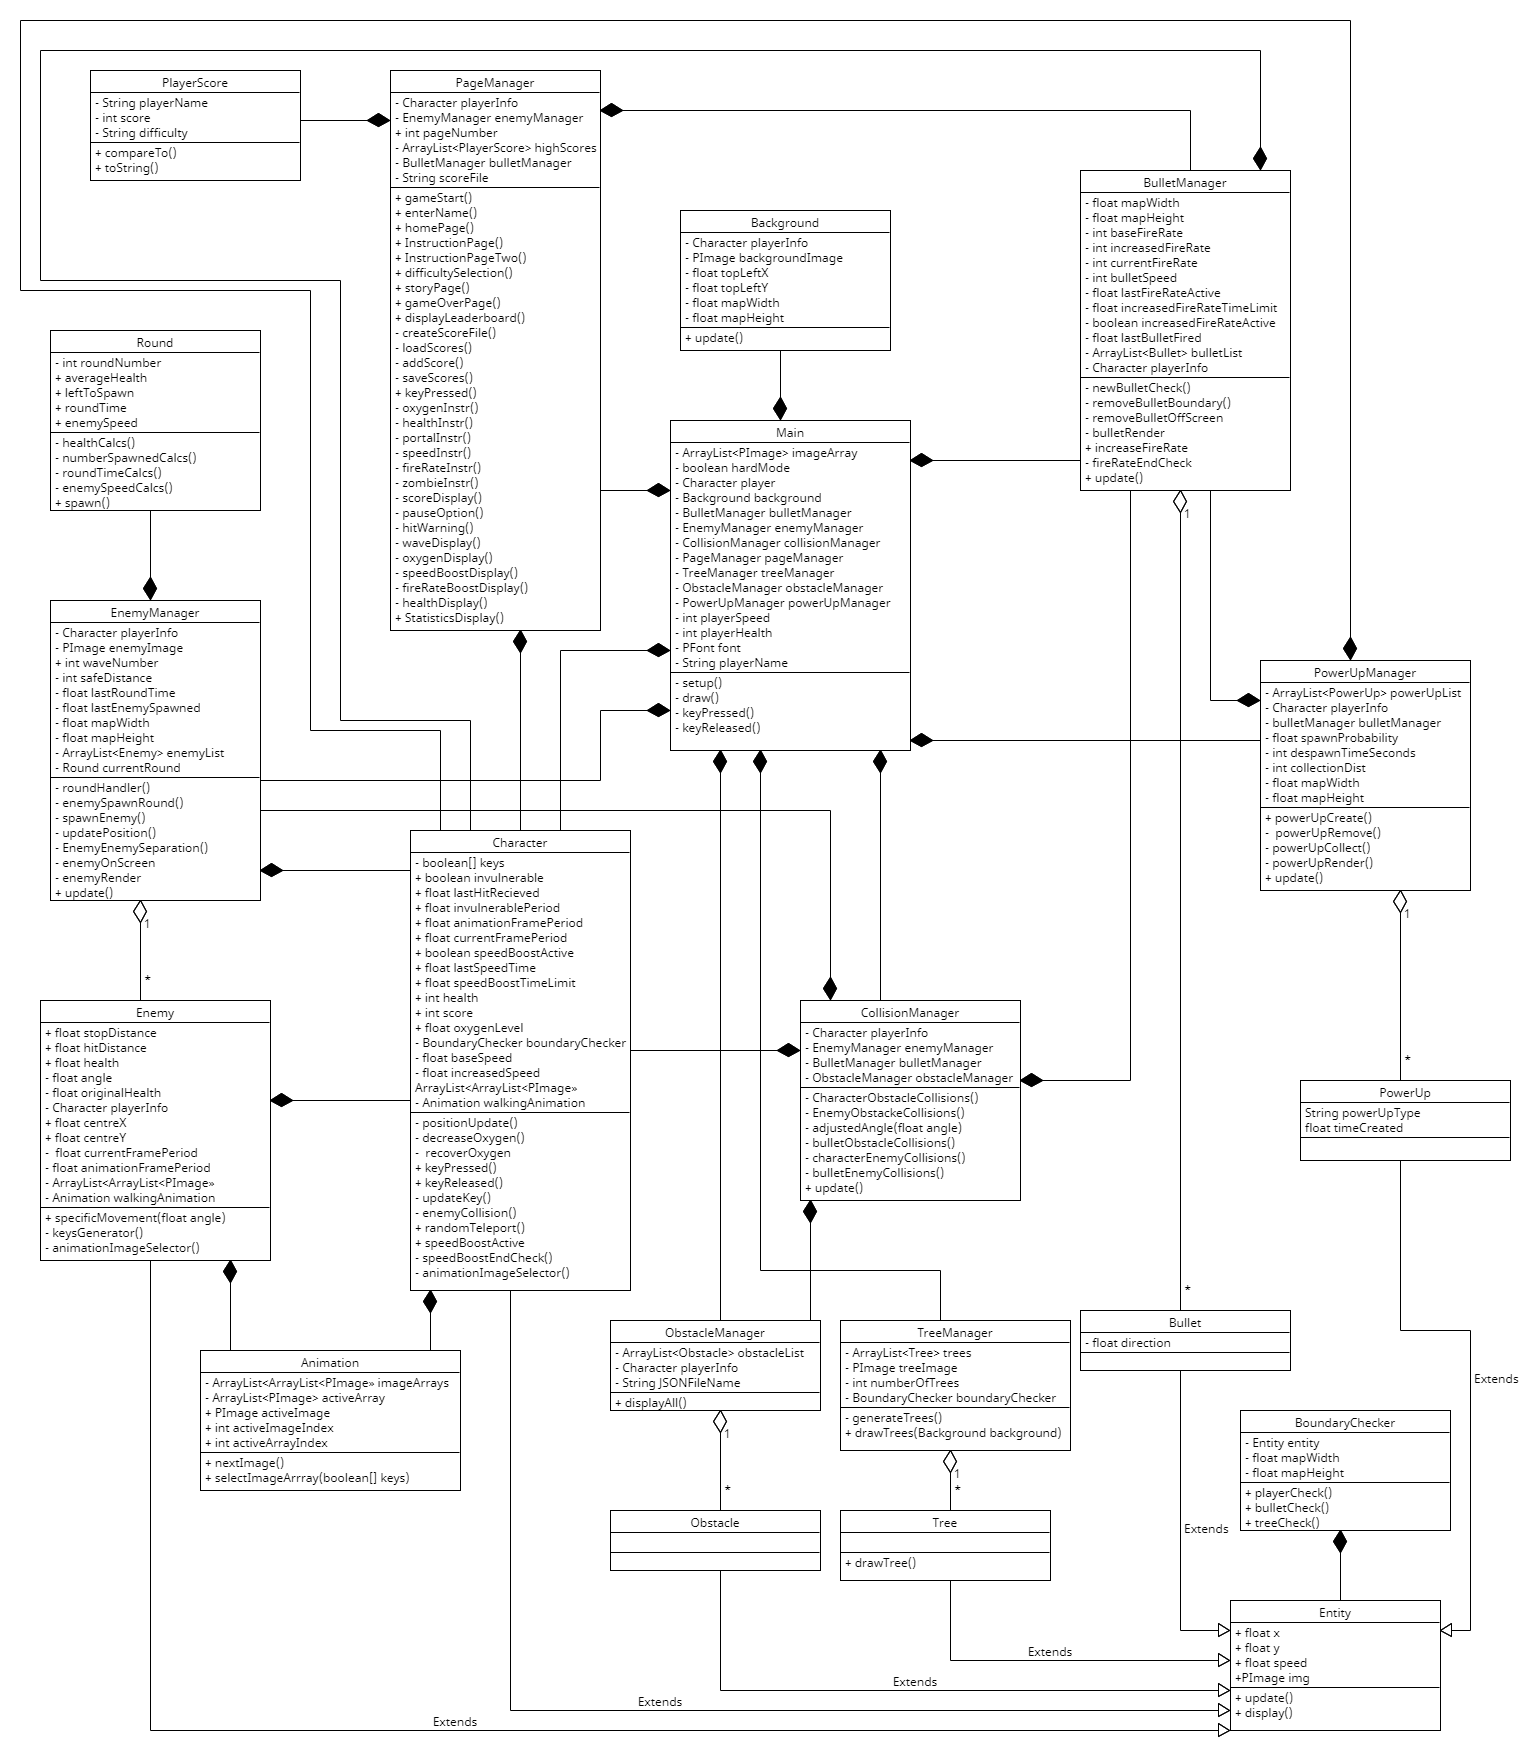 PlayerScore
- String playerName
- int score
- String difficulty
+ compareTo()
+ toString()
PageManager
- Character playerInfo
- EnemyManager enemyManager
+ int pageNumber
- ArrayList<PlayerScore> highScores
- BulletManager bulletManager
- String scoreFile
+ gameStart()
+ enterName()
+ homePage()
+ InstructionPage()
+ InstructionPageTwo()
+ difficultySelection()
+ storyPage()
+ gameOverPage()
+ displayLeaderboard()
- createScoreFile()
- loadScores()
- addScore()
- saveScores()
+ keyPressed()
- oxygenInstr()
- healthInstr()
- portalInstr()
- speedInstr()
- fireRateInstr()
- zombieInstr()
- scoreDisplay()
- pauseOption()
- hitWarning()
- waveDisplay()
- oxygenDisplay()
- speedBoostDisplay()
- fireRateBoostDisplay()
- healthDisplay()
+ StatisticsDisplay()
Background
- Character playerInfo
- PImage backgroundImage
- float topLeftX
- float topLeftY
- float mapWidth
- float mapHeight
+ update()
BulletManager
- float mapWidth
- float mapHeight
- int baseFireRate
- int increasedFireRate
- int currentFireRate
- int bulletSpeed
- float lastFireRateActive
- float increasedFireRateTimeLimit
- boolean increasedFireRateActive
- float lastBulletFired
- ArrayList<Bullet> bulletList
- Character playerInfo
- newBulletCheck()
- removeBulletBoundary()
- removeBulletOffScreen
- bulletRender
+ increaseFireRate
- fireRateEndCheck
+ update()
1
Round
- int roundNumber
+ averageHealth
+ leftToSpawn
+ roundTime
+ enemySpeed
- healthCalcs()
- numberSpawnedCalcs()
- roundTimeCalcs()
- enemySpeedCalcs()
+ spawn()
Main
- ArrayList<PImage> imageArray
- boolean hardMode
- Character player
- Background background
- BulletManager bulletManager
- EnemyManager enemyManager
- CollisionManager collisionManager
- PageManager pageManager
- TreeManager treeManager
- ObstacleManager obstacleManager
- PowerUpManager powerUpManager
- int playerSpeed
- int playerHealth
- PFont font
- String playerName
- setup()
- draw()
- keyPressed()
- keyReleased()
EnemyManager
- Character playerInfo
- PImage enemyImage
+ int waveNumber
- int safeDistance
- float lastRoundTime
- float lastEnemySpawned
- float mapWidth
- float mapHeight
- ArrayList<Enemy> enemyList
- Round currentRound
- roundHandler()
- enemySpawnRound()
- spawnEnemy()
- updatePosition()
- EnemyEnemySeparation()
- enemyOnScreen
- enemyRender
+ update()
1
*
PowerUpManager
- ArrayList<PowerUp> powerUpList
- Character playerInfo
- bulletManager bulletManager
- float spawnProbability
- int despawnTimeSeconds
- int collectionDist
- float mapWidth
- float mapHeight
+ powerUpCreate()
-  powerUpRemove()
- powerUpCollect()
- powerUpRender()
+ update()
1
*
Character
- boolean[] keys
+ boolean invulnerable
+ float lastHitRecieved
+ float invulnerablePeriod
+ float animationFramePeriod
+ float currentFramePeriod
+ boolean speedBoostActive
+ float lastSpeedTime
+ float speedBoostTimeLimit
+ int health
+ int score
+ float oxygenLevel
- BoundaryChecker boundaryChecker
- float baseSpeed
- float increasedSpeed
ArrayList<ArrayList<PImage»
- Animation walkingAnimation
- positionUpdate()
- decreaseOxygen()
-  recoverOxygen
+ keyPressed()
+ keyReleased()
- updateKey()
- enemyCollision()
+ randomTeleport()
+ speedBoostActive
- speedBoostEndCheck()
- animationImageSelector()
Enemy
+ float stopDistance
+ float hitDistance
+ float health
- float angle
- float originalHealth
- Character playerInfo
+ float centreX
+ float centreY
-  float currentFramePeriod
- float animationFramePeriod
- ArrayList<ArrayList<PImage»
- Animation walkingAnimation
+ specificMovement(float angle)
- keysGenerator()
- animationImageSelector()
CollisionManager
- Character playerInfo
- EnemyManager enemyManager
- BulletManager bulletManager
- ObstacleManager obstacleManager
- CharacterObstacleCollisions()
- EnemyObstackeCollisions()
- adjustedAngle(float angle)
- bulletObstacleCollisions()
- characterEnemyCollisions()
- bulletEnemyCollisions()
+ update()
PowerUp
String powerUpType
float timeCreated
*
Bullet
- float direction
ObstacleManager
- ArrayList<Obstacle> obstacleList
- Character playerInfo
- String JSONFileName
+ displayAll()
1
*
TreeManager
- ArrayList<Tree> trees
- PImage treeImage
- int numberOfTrees
- BoundaryChecker boundaryChecker
- generateTrees()
+ drawTrees(Background background)
1
*
Animation
- ArrayList<ArrayList<PImage» imageArrays
- ArrayList<PImage> activeArray
+ PImage activeImage
+ int activeImageIndex
+ int activeArrayIndex
+ nextImage()
+ selectImageArrray(boolean[] keys)
Extends
BoundaryChecker
- Entity entity
- float mapWidth
- float mapHeight
+ playerCheck()
+ bulletCheck()
+ treeCheck()
Obstacle
Tree
+ drawTree()
Extends
Entity
+ float x
+ float y
+ float speed
+PImage img
+ update()
+ display()
Extends
Extends
Extends
Extends